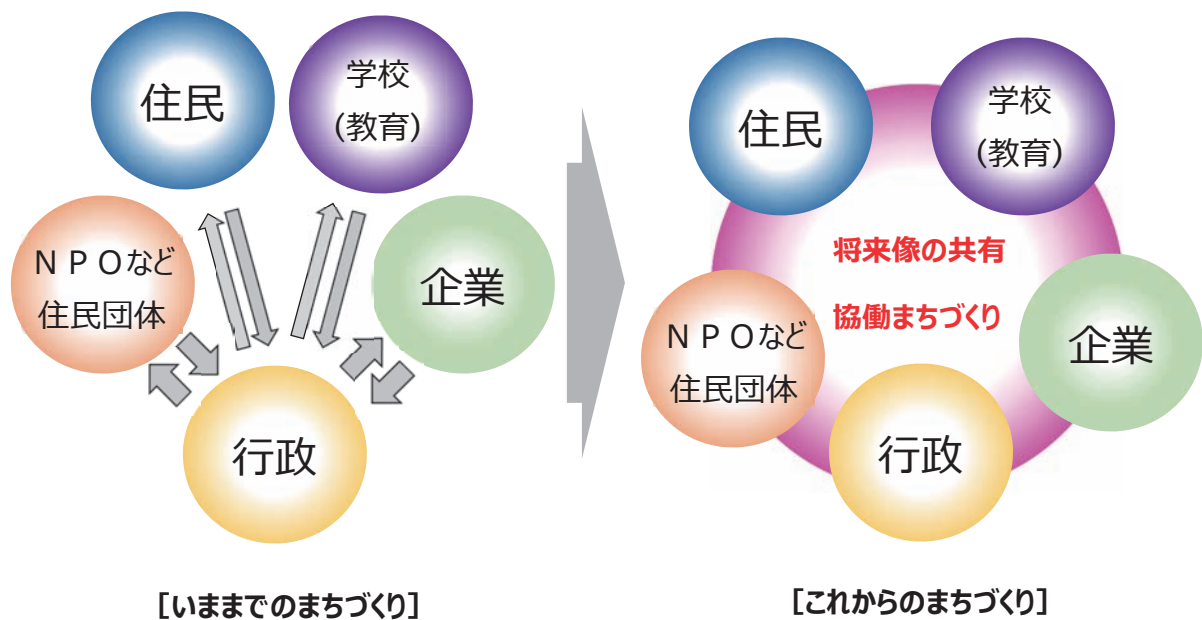 住民
学校
(教育)
ＮＰＯなど
住民団体
企業
行政
[いままでのまちづくり]
住民
学校
(教育)
将来像の共有
協働まちづくり
ＮＰＯなど
住民団体
企業
行政
[これからのまちづくり]